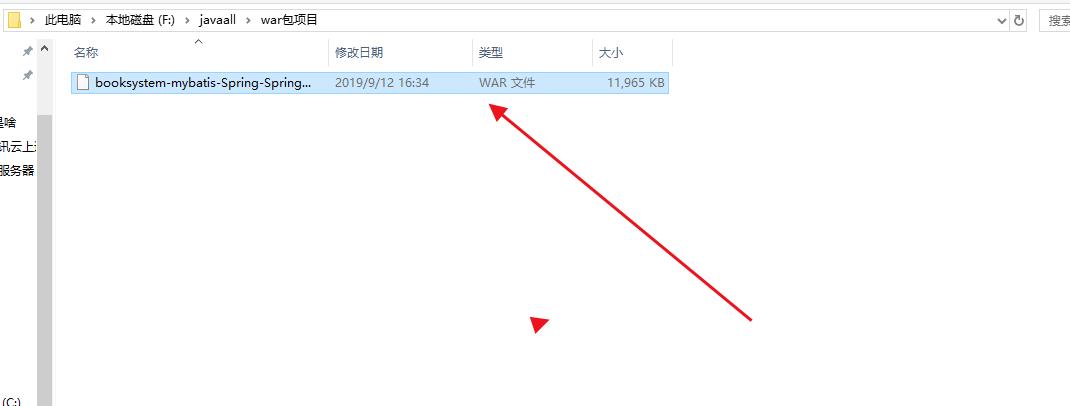 此电脑 › 本地磁盘 (F:) › javaall › war包项目
搜索
名称 修改日期 类型 大小
booksystem-mybatis-Spring-Spring... 2019/9/12 16:34 WAR 文件 11,965 KB
是啥
讯云上
服务器
(C:)